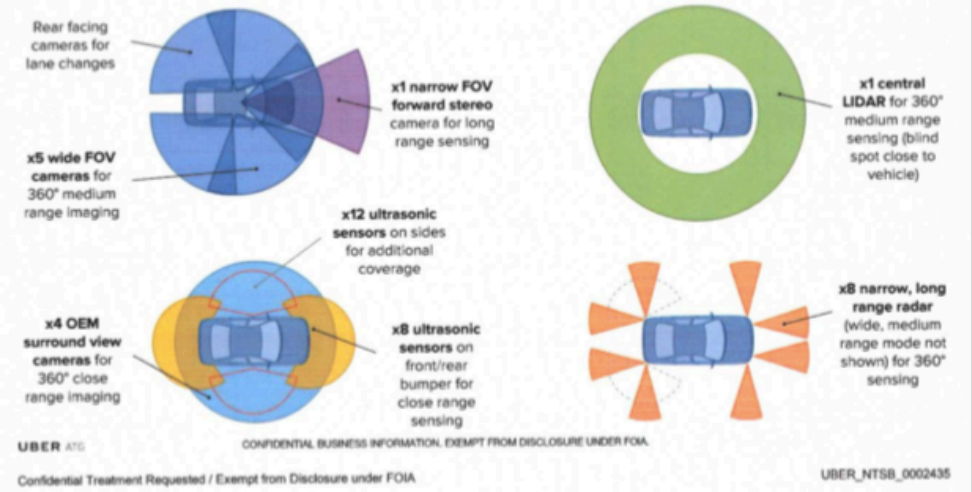 Rear facing
cameras for
lane changes
x1 narrow FOV
forward stereo
camera for long
range sensing
x5 wide FOV
cameras for
360° medium
range imaging
x1 central
LIDAR for 360°
medium range
sensing (blind
spot close to
vehicle)
x12 ultrasonic
sensors on sides
for additional
coverage
x4 OEM
surround view
cameras for
360° close
range imaging
x8 ultrasonic
sensors on
front/rear
bumper for
close range
sensing
x8 narrow, long
range radar
(wide, medium
range mode not
shown) for 360°
sensing
UBER ATG
CONFIDENTIAL BUSINESS INFORMATION, EXEMPT FROM DISCLOSURE UNDER FOIA.
Confidential Treatment Requested / Exempt from Disclosure under FOIA
UBER_NTSB_0002435